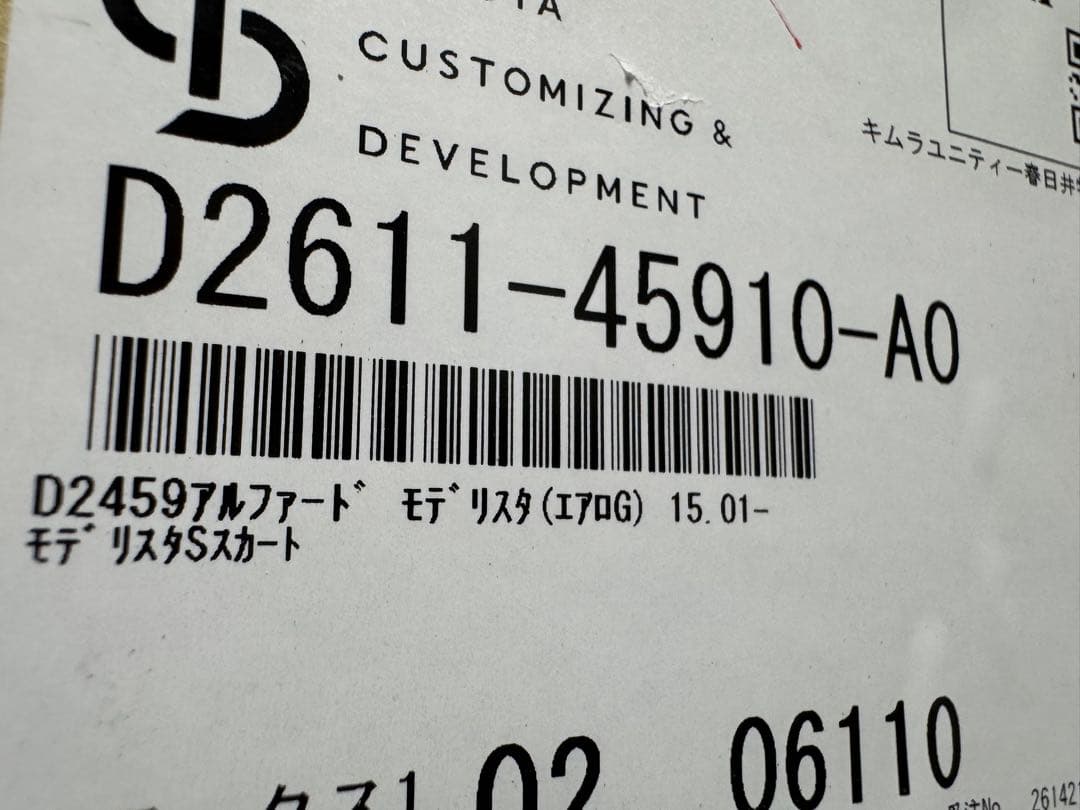 CUSTOMIZING &
DEVELOPMENT
キムラユニティー春日井
D2611-45910-A0
D2459ｱﾙﾌｧｰﾄﾞ ﾓﾃﾞﾘｽﾀ(ｴｱﾛG) 15.01-
ﾓﾃﾞﾘｽﾀSｽｶｰﾄ
02
06110